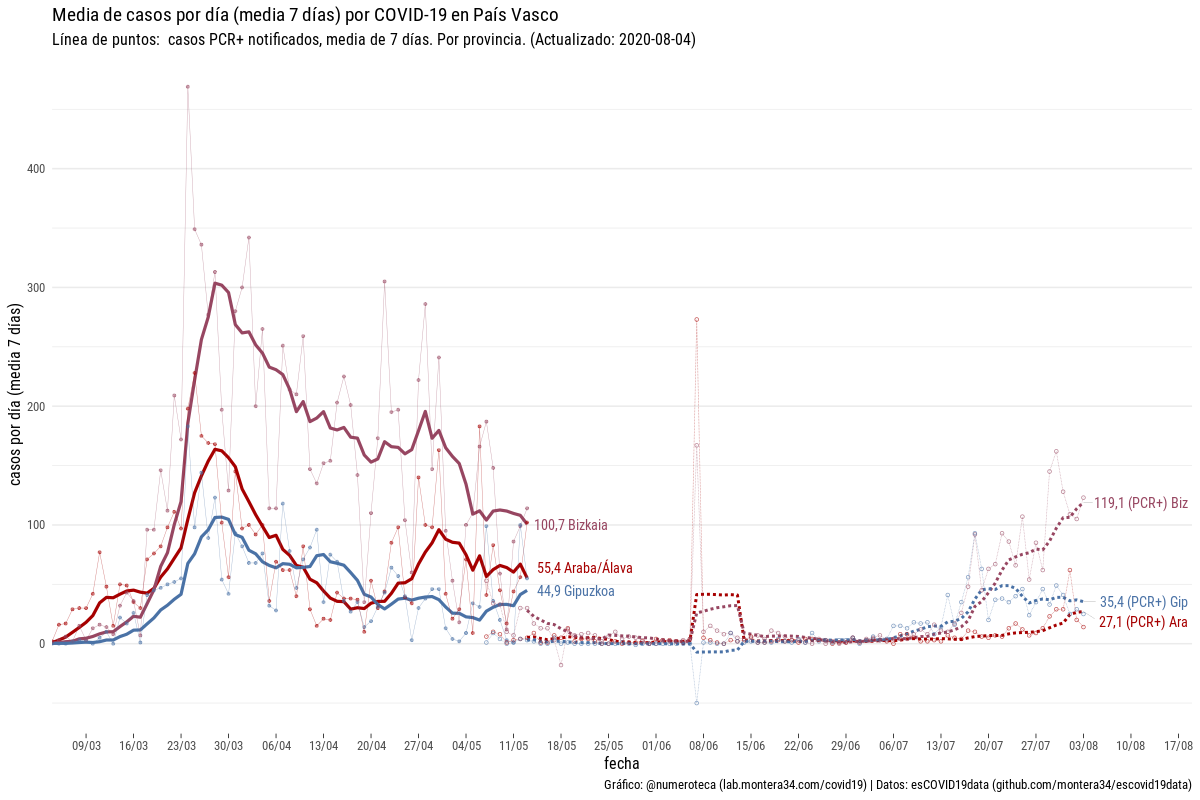 Media de casos por día (media 7 días) por COVID-19 en País Vasco
Línea de puntos:  casos PCR+ notificados, media de 7 días. Por provincia. (Actualizado: 2020-08-04)
casos por día (media 7 días)
400
300
200
100
0
100,7 Bizkaia
55,4 Araba/Álava
44,9 Gipuzkoa
119,1 (PCR+) Biz
35,4 (PCR+) Gip
27,1 (PCR+) Ara
09/03 16/03 23/03 30/03 06/04 13/04 20/04 27/04 04/05 11/05 18/05 25/05 01/06 08/06 15/06 22/06 29/06 06/07 13/07 20/07 27/07 03/08 10/08 17/08
fecha
Gráfico: @numeroteca (lab.montera34.com/covid19) | Datos: esCOVID19data (github.com/montera34/escovid19data)